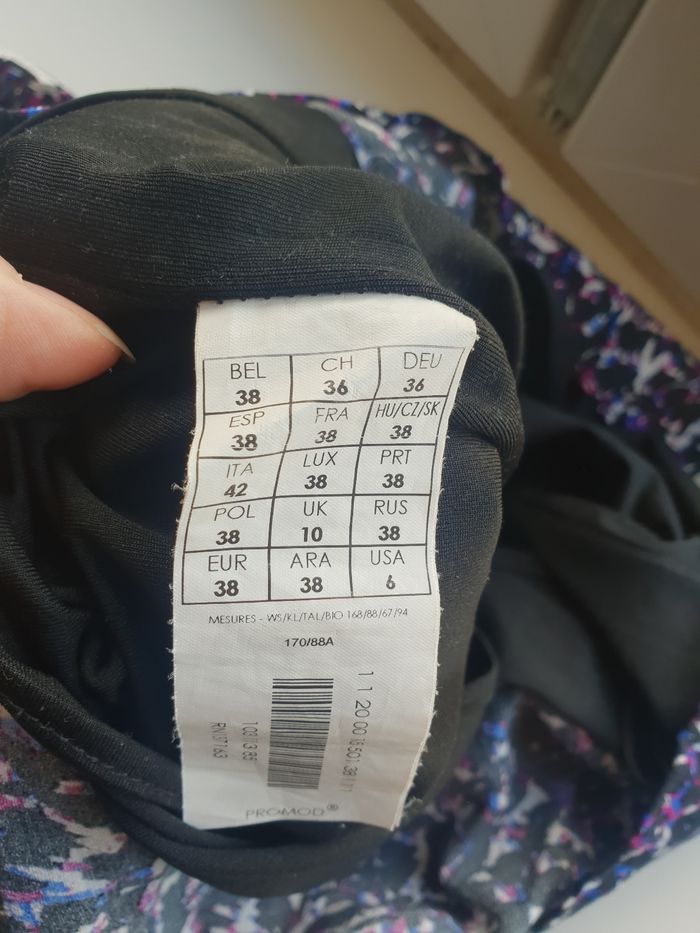 BEL CH DEU
38 36 36
ESP FRA HU/CZ/SK
38 38 38
ITA LUX PRT
42 38 38
POL UK RUS
38 10 38
EUR ARA USA
38 38 6
MESURES - WS/KL/TAL/BIO 168/88/67/94
170/88A
PROMOD®